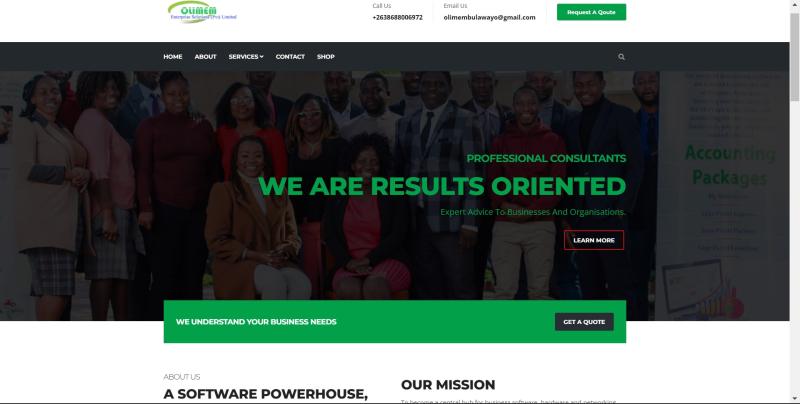 OLIMEM
Enterprise Solutions (Pvt) Limited
Call Us
+2638688006972
Email Us
olimembulawayo@gmail.com
Request A Qoute
HOME
ABOUT
SERVICES
CONTACT
SHOP
PROFESSIONAL CONSULTANTS
WE ARE RESULTS ORIENTED
Expert Advice To Businesses And Organisations.
LEARN MORE
Accounting
Packages
WE UNDERSTAND YOUR BUSINESS NEEDS
GET A QUOTE
ABOUT US
A SOFTWARE POWERHOUSE,
OUR MISSION
To become a central hub for business software, hardware and networking